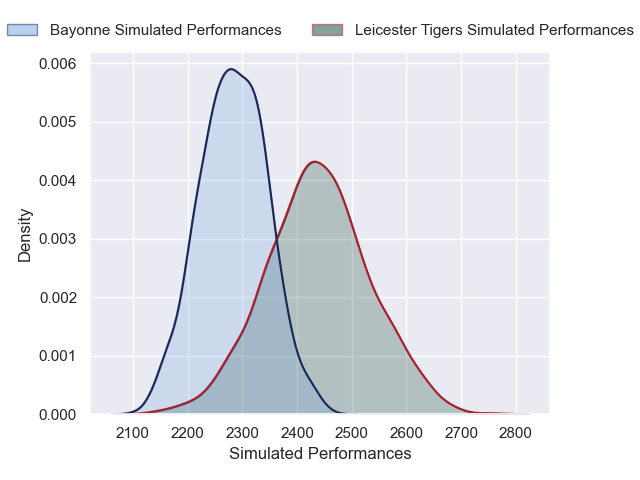 Bayonne Simulated Performances
Leicester Tigers Simulated Performances
0.006
0.005
0.004
0.003
0.002
0.001
0.000
Density
2100 2200 2300 2400 2500 2600 2700 2800
Simulated Performances